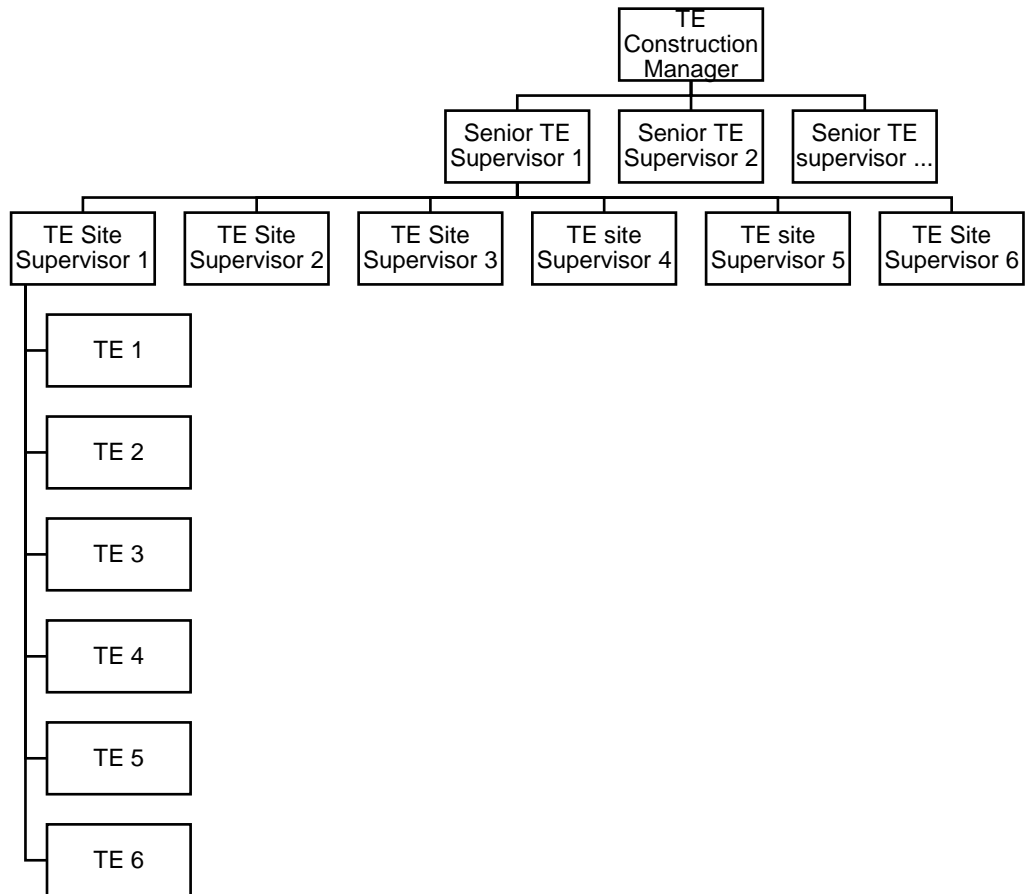 TE
Construction
Manager
Senior TE
Supervisor 1
Senior TE
Supervisor 2
Senior TE
supervisor ...
TE Site
Supervisor 1
TE Site
Supervisor 2
TE Site
Supervisor 3
TE site
Supervisor 4
TE site
Supervisor 5
TE Site
Supervisor 6
TE 1
TE 2
TE 3
TE 4
TE 5
TE 6